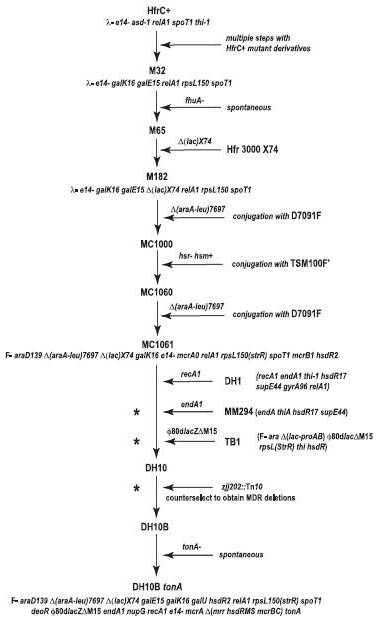 HfrC+
λ- e14- asd-1 relA1 spoT1 thi-1
multiple steps with
HfrC+ mutant derivatives
M32
λ- e14- galK16 galE15 relA1 rpsL150 spoT1
fhuA-
spontaneous
M65
Δ(lac)X74
Hfr 3000 X74
M182
λ- e14- galK16 galE15 Δ(lac)X74 relA1 rpsL150 spoT1
Δ(araA-leu)7697
conjugation with D7091F
MC1000
hsr- hsm+
conjugation with TSM100F'
MC1060
Δ(araA-leu)7697
conjugation with D7091F
MC1061
F- araD139 Δ(araA-leu)7697 Δ(lac)X74 galK16 e14- mcrA0 relA1 rpsL150(strR) spoT1 mcrB1 hsdR2
recA1
DH1 (recA1 endA1 thi-1 hsdR17
supE44 gyrA96 relA1)
* endA1
MM294 (endA thiA hsdR17 supE44)
* ϕ80dlacZΔM15
TB1 (F- ara Δ(lac-proAB) ϕ80dlacΔM15
rpsL(StrR) thi hsdR)
DH10
* zjj202::Tn10
counterselect to obtain MDR deletions
DH10B
tonA-
spontaneous
DH10B tonA
F- araD139 Δ(araA-leu)7697 Δ(lac)X74 galE15 galK16 galU hsdR2 relA1 rpsL150(strR) spoT1
deoR ϕ80dlacZΔM15 endA1 nupG recA1 e14- mcrA Δ(mrr hsdRMS mcrBC) tonA